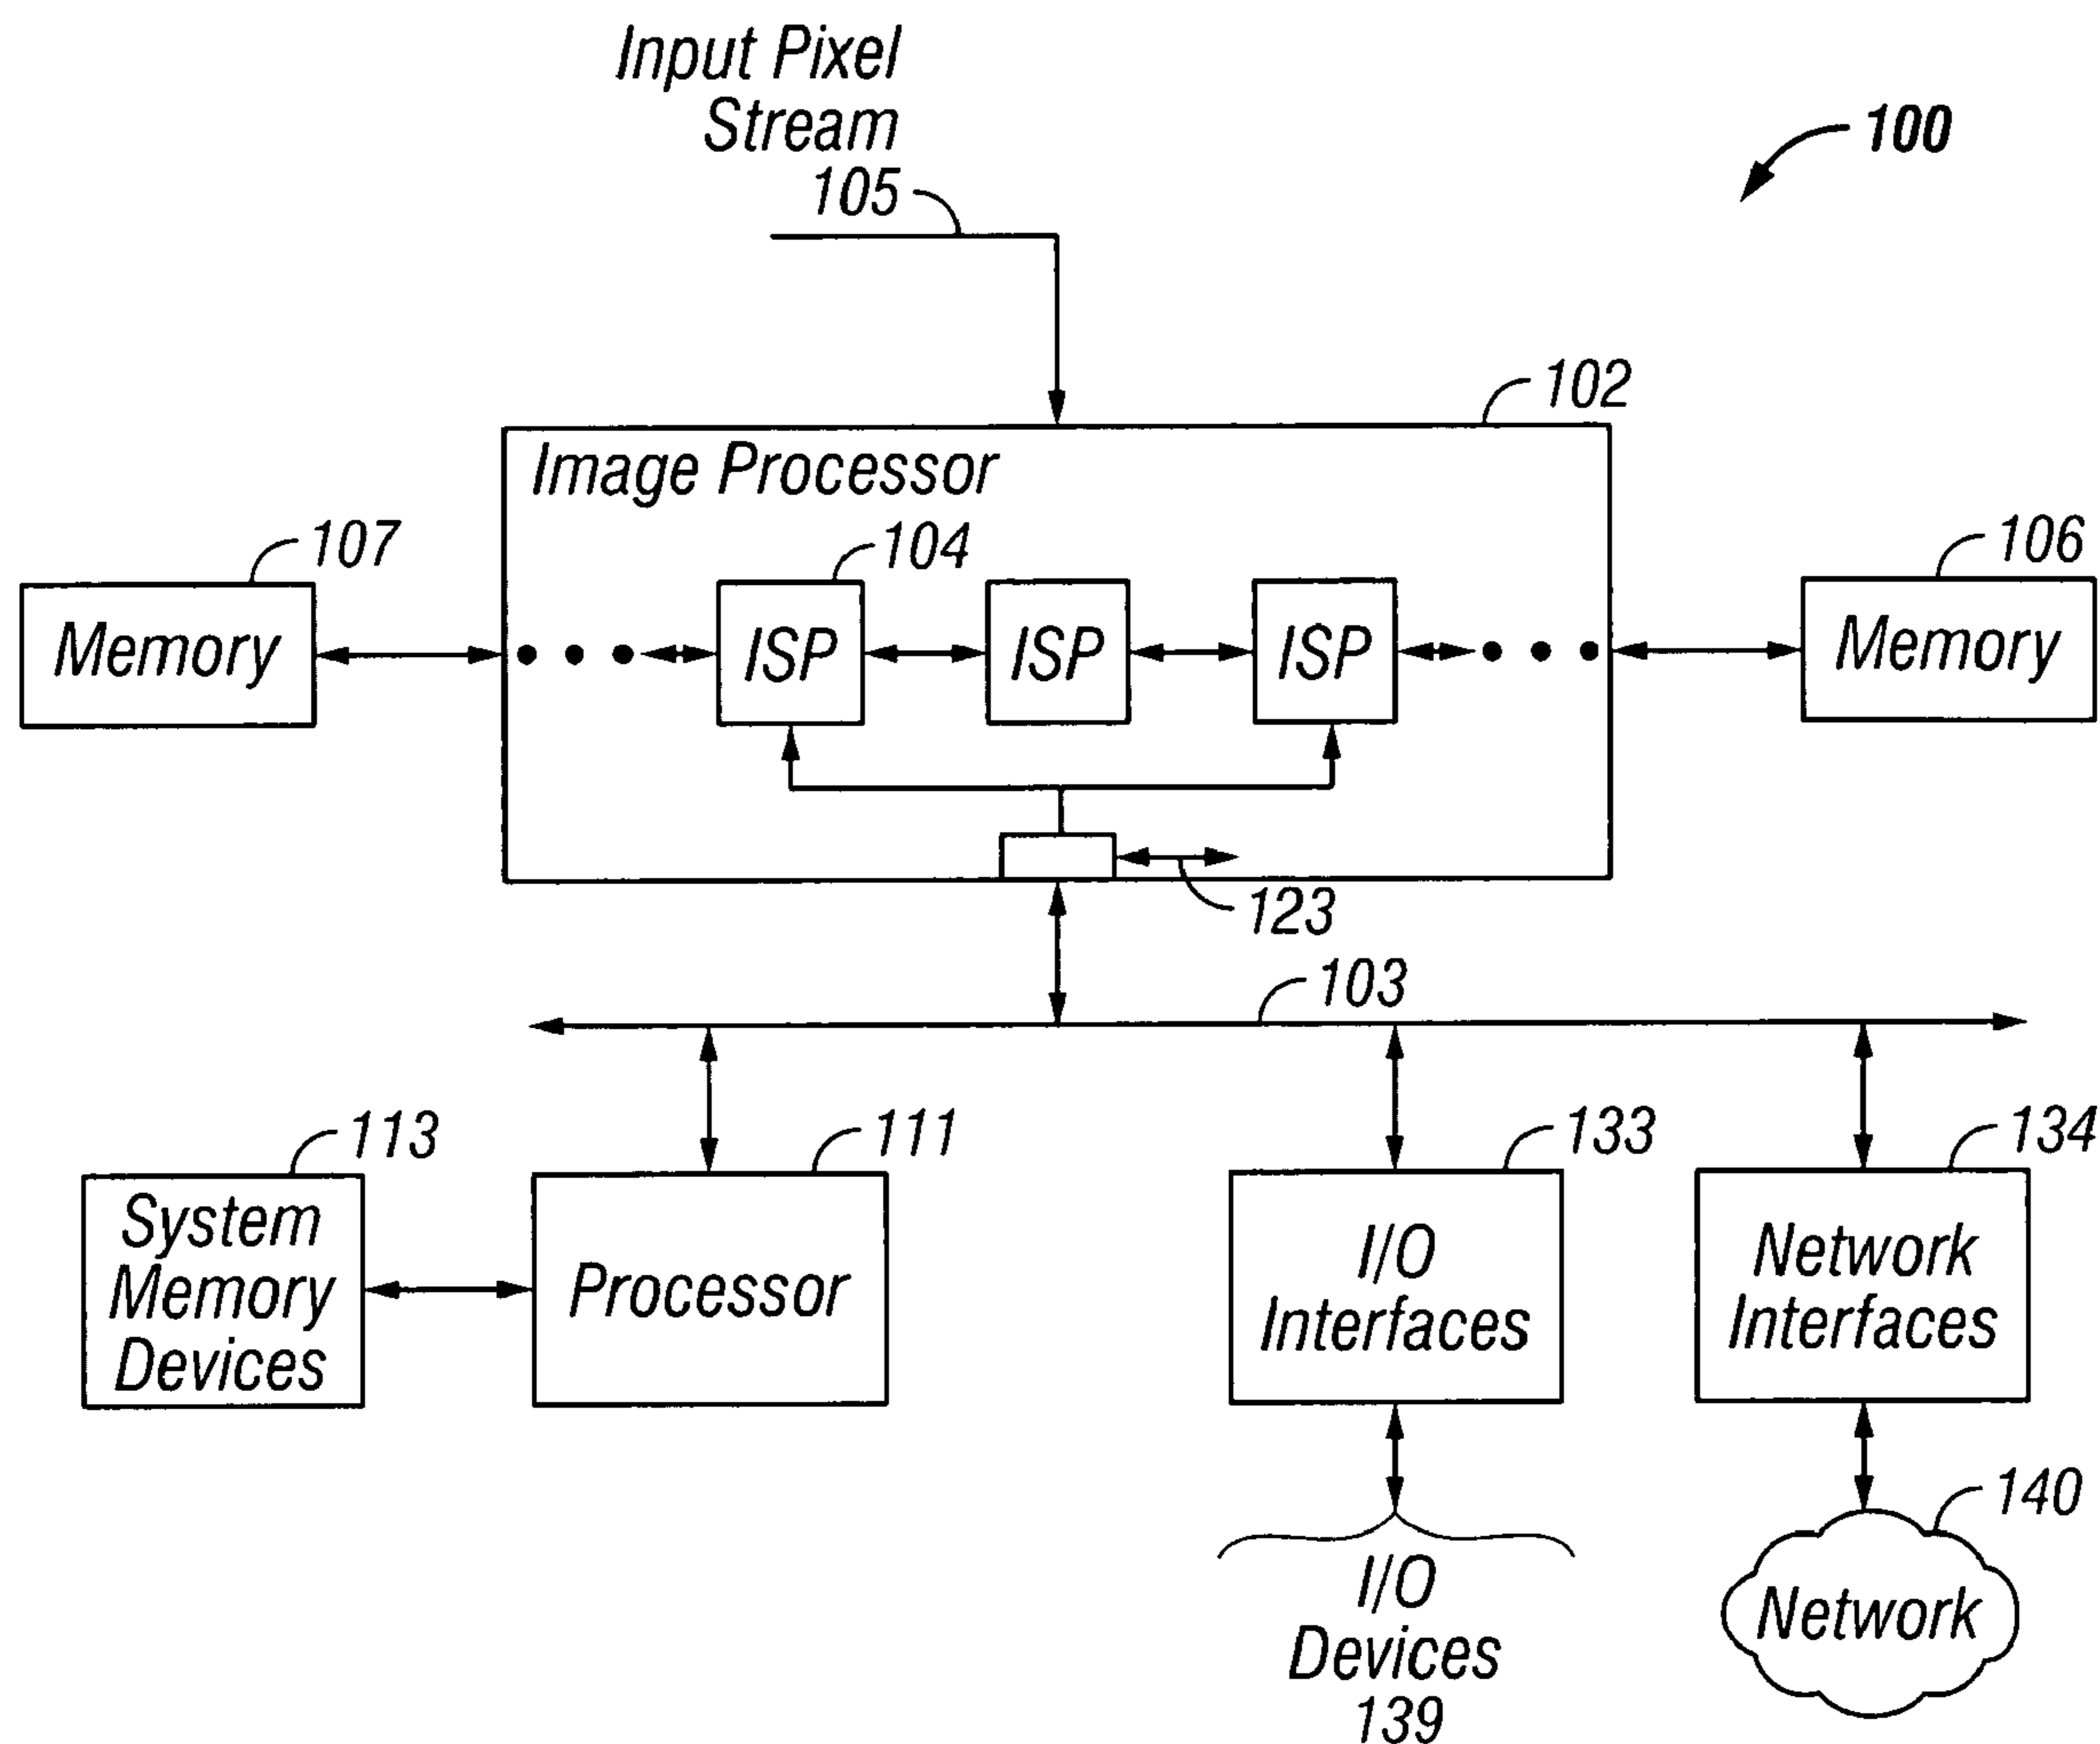 Input Pixel
Stream
105
100
102
Image Processor
107
104
106
Memory
ISP
ISP
ISP
Memory
123
103
113
111
133
134
System
Memory
Devices
Processor
I/O
Interfaces
Network
Interfaces
140
I/O
Devices
139
Network